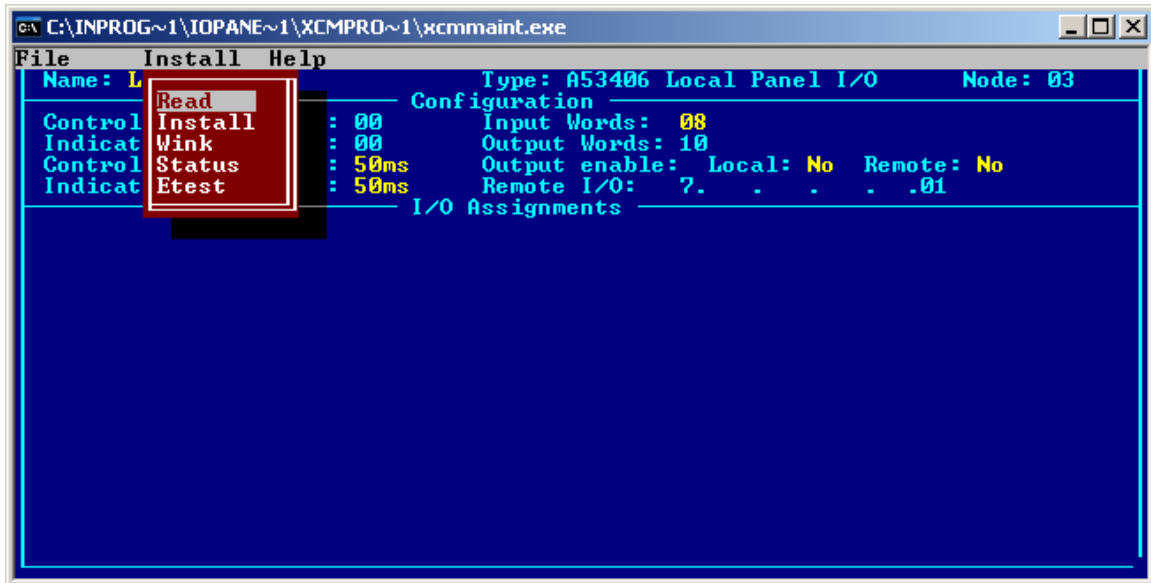 C:\INPROG~1\IOPANE~1\XCMPRO~1\xcmmaint.exe
File Install Help
Name: L Type: A53406 Local Panel I/O Node: 03
Read Configuration
Control Install : 00 Input Words: 08
Indicat Wink : 00 Output Words: 10
Control Status : 50ms Output enable: Local: No Remote: No
Indicat Etest : 50ms Remote I/O: 7. . . . .01
I/O Assignments